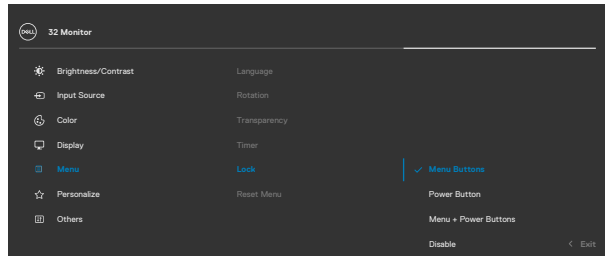 DELL
32 Monitor
Brightness/Contrast Language
Input Source Rotation
Color Transparency
Display Timer
Menu Lock Menu Buttons
Personalize Reset Menu Power Button
Others Menu + Power Buttons
Disable Exit